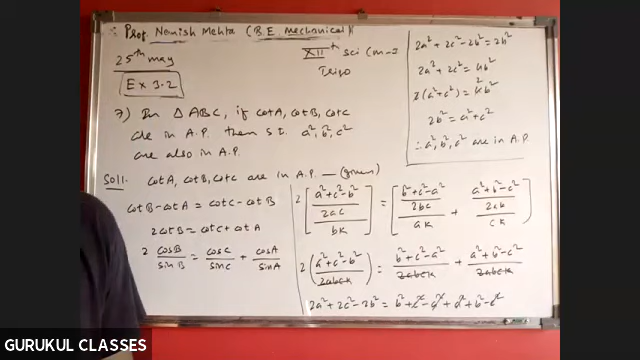 Prof. Nemish Mehta (B.E mechanical)
25th may
XIIth sci (m-2
Trigo
Ex 3.2
7) In △ABC, if cotA, cotB, cotC
are in A.P. then S.T. a², b², c²
are also in A.P.
Soll. cotA, cotB, cotC are in A.P. — (given)
cotB - cotA = cotC - cotB
2cotB = cotC + cotA
2 cosB/sinB = cosC/sinC + cosA/sinA
2 [(a²+c²-b²)/2ac / bk] = [(b²+c²-a²)/2bc / ak + (a²+b²-c²)/2ab / ck]
2 (a²+c²-b²)/2abck = (b²+c²-a²)/2abck + (a²+b²-c²)/2abck
2a²+2c²-2b² = b²+c²-a²+a²+b²-c²
2a²+2c²-2b² = 2b²
2a²+2c² = 4b²
2(a²+c²) = 4b²
2b² = a²+c²
∴ a², b², c² are in A.P
GURUKUL CLASSES